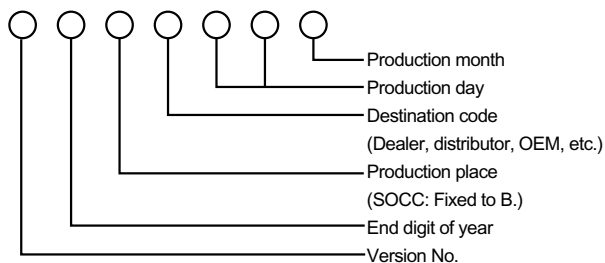 Production month
Production day
Destination code
(Dealer, distributor, OEM, etc.)
Production place
(SOCC: Fixed to B.)
End digit of year
Version No.